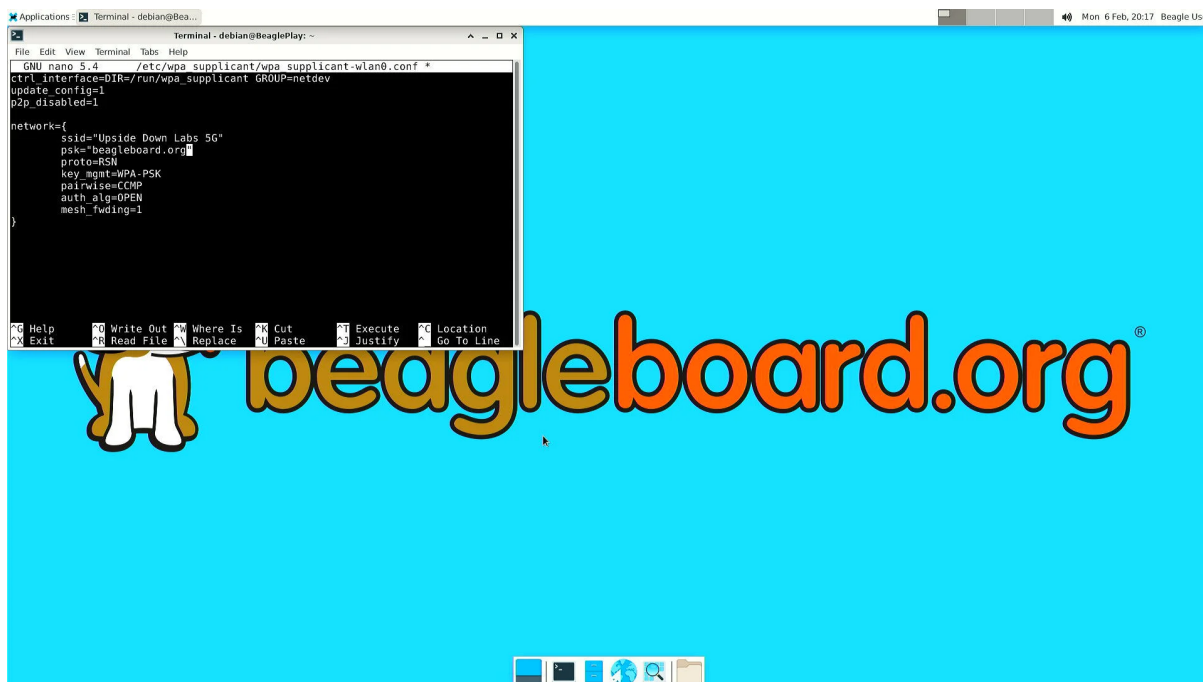 Applications
Terminal - debian@Bea...
Mon 6 Feb, 20:17 Beagle Us
Terminal - debian@BeaglePlay: ~
File Edit View Terminal Tabs Help
GNU nano 5.4 /etc/wpa_supplicant/wpa_supplicant-wlan0.conf *
ctrl_interface=DIR=/run/wpa_supplicant GROUP=netdev
update_config=1
p2p_disabled=1
network={
ssid="Upside Down Labs 5G"
psk="beagleboard.org"
proto=RSN
key_mgmt=WPA-PSK
pairwise=CCMP
auth_alg=OPEN
mesh_fwding=1
}
^G Help ^O Write Out ^W Where Is ^K Cut ^T Execute ^C Location
^X Exit ^R Read File ^\ Replace ^U Paste ^J Justify ^_ Go To Line
beagleboard.org®